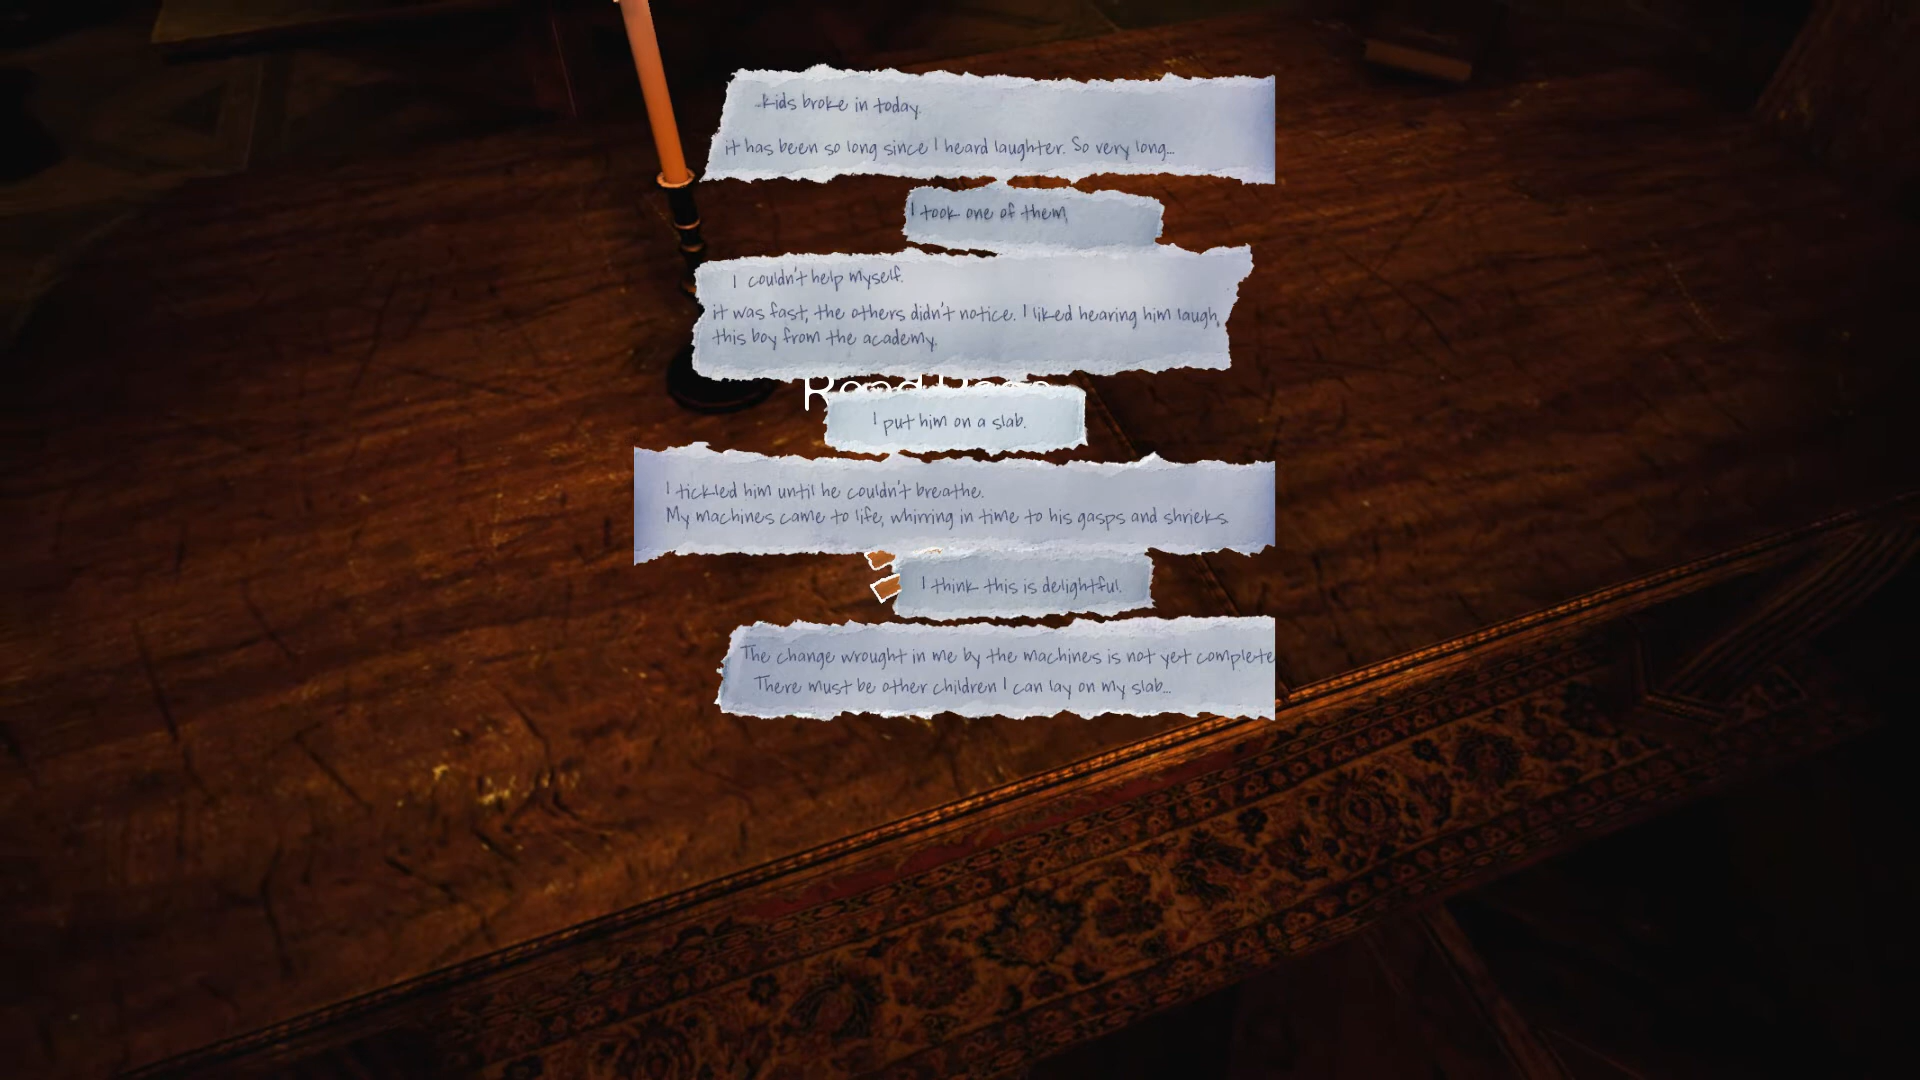 ...kids broke in today.
it has been so long since I heard laughter. So very long...
I took one of them,
I couldn't help myself.
it was fast, the others didn't notice. I liked hearing him laugh,
this boy from the academy.
I put him on a slab.
I tickled him until he couldn't breathe.
My machines came to life, whirring in time to his gasps and shrieks.
I think this is delightful.
The change wrought in me by the machines is not yet complete
There must be other children I can lay on my slab...